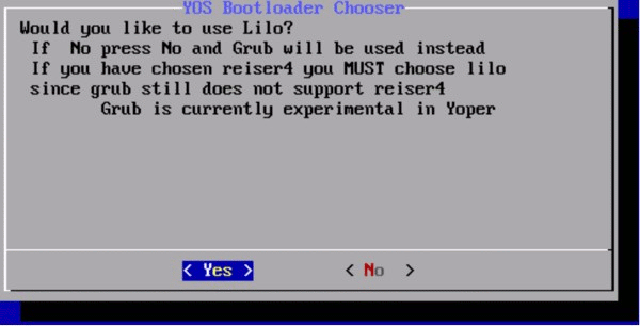 YOS Bootloader Chooser
Would you like to use Lilo?
If No press No and Grub will be used instead
If you have chosen reiser4 you MUST choose lilo
since grub still does not support reiser4
Grub is currently experimental in Yoper
< Yes > < No >